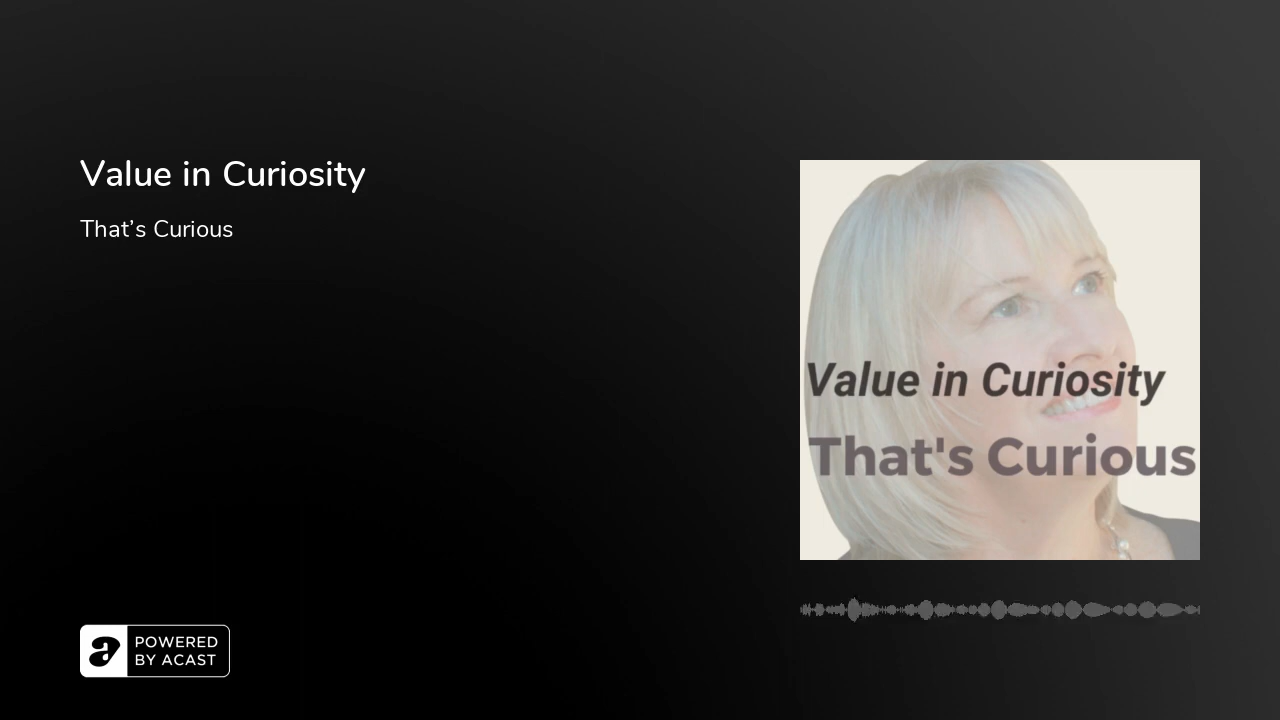 Value in Curiosity
That’s Curious
Value in Curiosity
That's Curious
a POWERED
BY ACAST